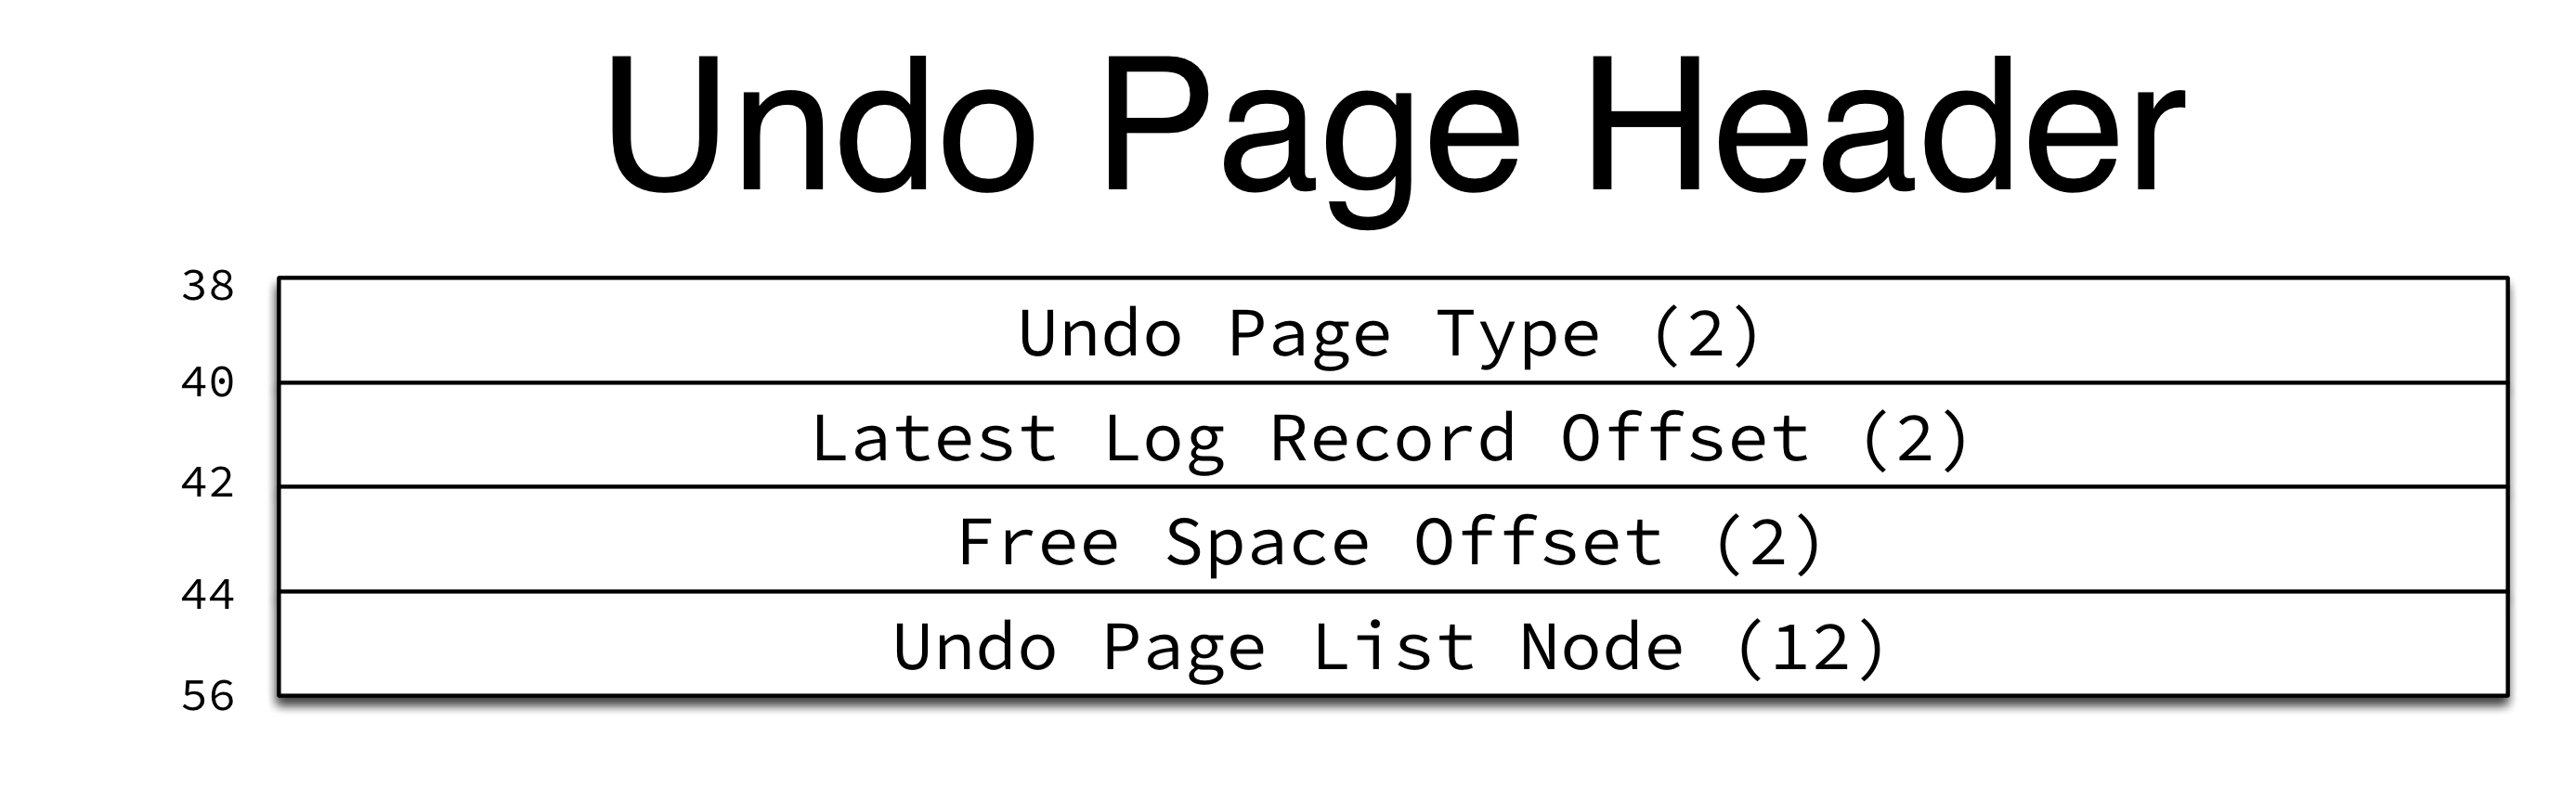 Undo Page Header
38
Undo Page Type (2)
40
Latest Log Record Offset (2)
42
Free Space Offset (2)
44
Undo Page List Node (12)
56